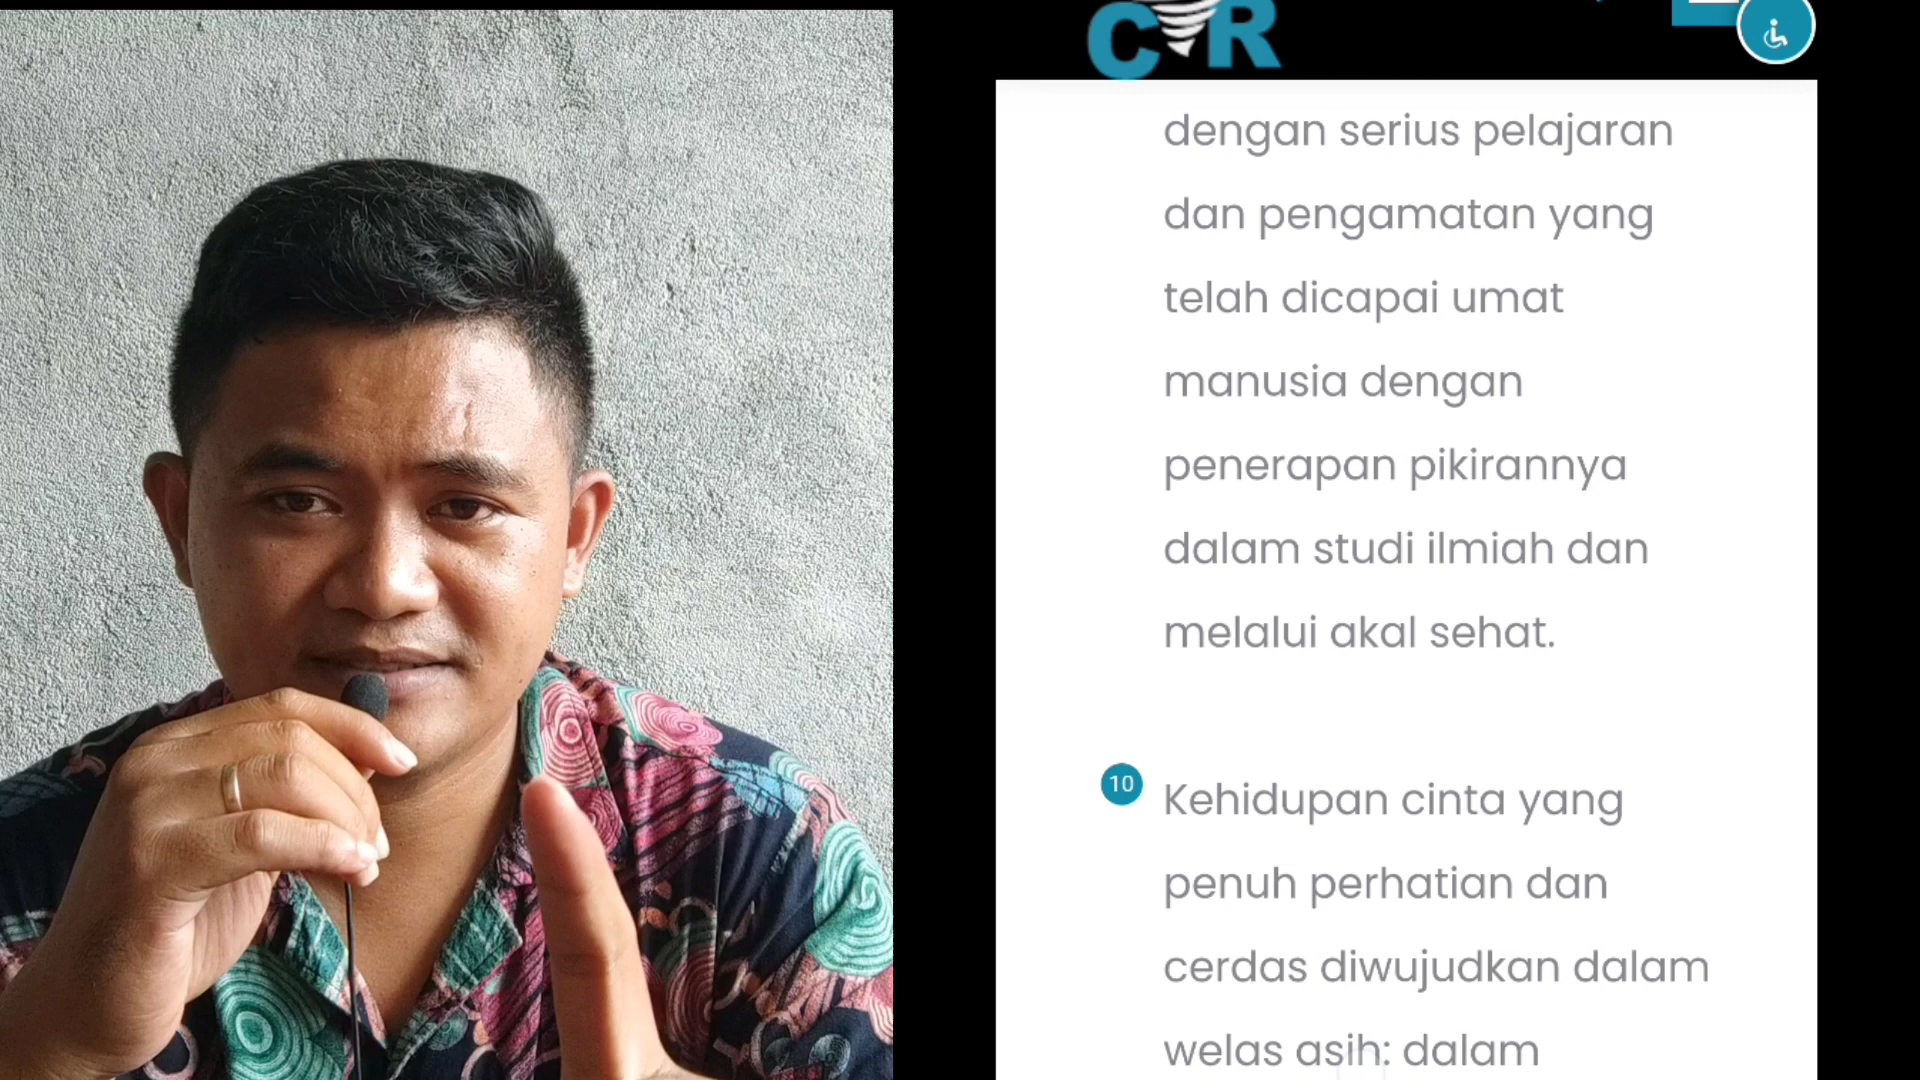 CR
dengan serius pelajaran
dan pengamatan yang
telah dicapai umat
manusia dengan
penerapan pikirannya
dalam studi ilmiah dan
melalui akal sehat.
10
Kehidupan cinta yang
penuh perhatian dan
cerdas diwujudkan dalam
welas asih: dalam